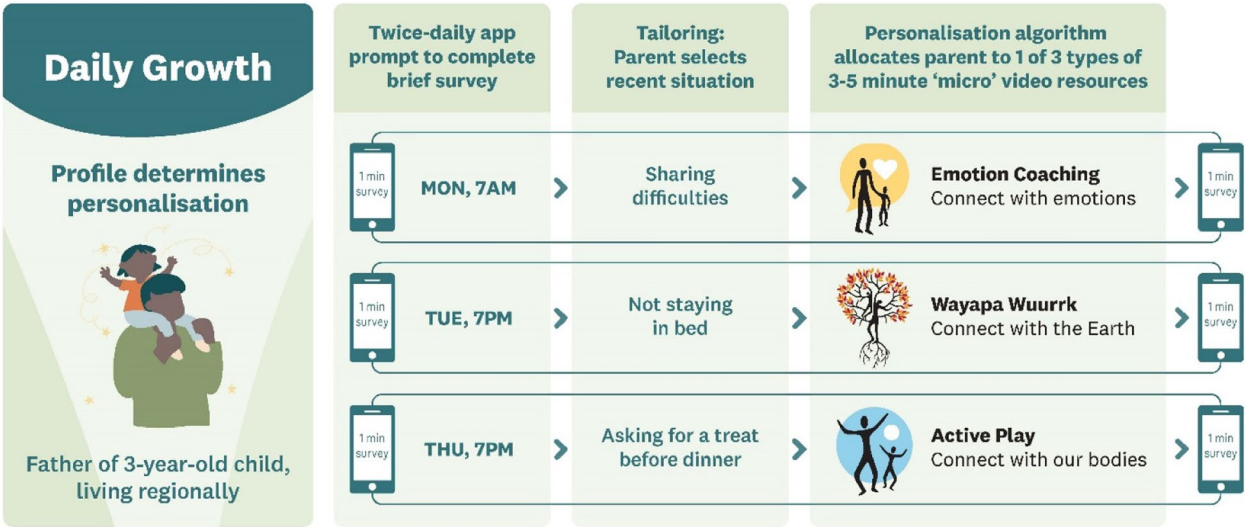 Daily Growth
Profile determines
personalisation
Father of 3-year-old child,
living regionally
Twice-daily app
prompt to complete
brief survey
Tailoring:
Parent selects
recent situation
Personalisation algorithm
allocates parent to 1 of 3 types of
3-5 minute ‘micro’ video resources
1 min
survey
MON, 7AM
Sharing
difficulties
Emotion Coaching
Connect with emotions
1 min
survey
1 min
survey
TUE, 7PM
Not staying
in bed
Wayapa Wuurrk
Connect with the Earth
1 min
survey
1 min
survey
THU, 7PM
Asking for a treat
before dinner
Active Play
Connect with our bodies
1 min
survey